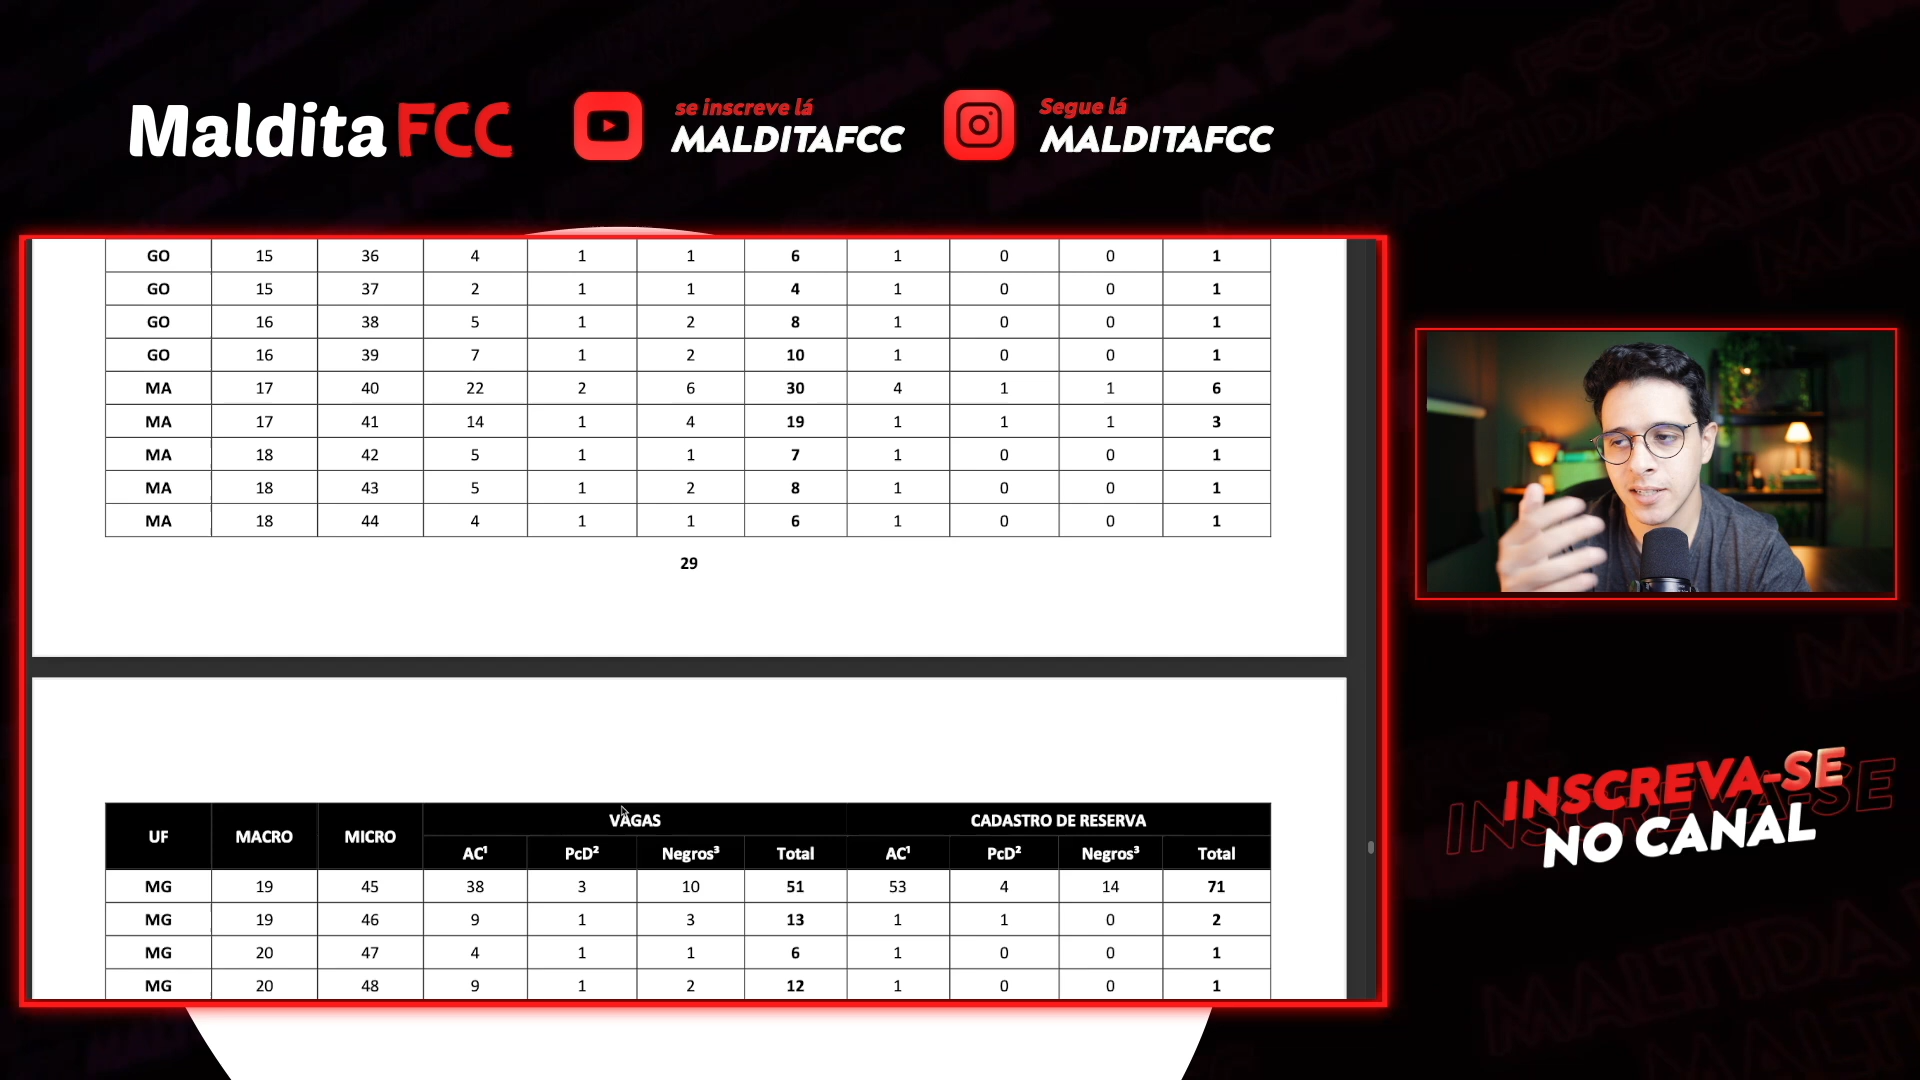 Maldita FCC
se inscreve lá
MALDITAFCC
Segue lá
MALDITAFCC
GO 15 36 4 1 1 6 1 0 0 1
GO 15 37 2 1 1 4 1 0 0 1
GO 16 38 5 1 2 8 1 0 0 1
GO 16 39 7 1 2 10 1 0 0 1
MA 17 40 22 2 6 30 4 1 1 6
MA 17 41 14 1 4 19 1 1 1 3
MA 18 42 5 1 1 7 1 0 0 1
MA 18 43 5 1 2 8 1 0 0 1
MA 18 44 4 1 1 6 1 0 0 1
29
UF MACRO MICRO VAGAS CADASTRO DE RESERVA
AC¹ PcD² Negros³ Total AC¹ PcD² Negros³ Total
MG 19 45 38 3 10 51 53 4 14 71
MG 19 46 9 1 3 13 1 1 0 2
MG 20 47 4 1 1 6 1 0 0 1
MG 20 48 9 1 2 12 1 0 0 1
INSCREVA-SE
NO CANAL